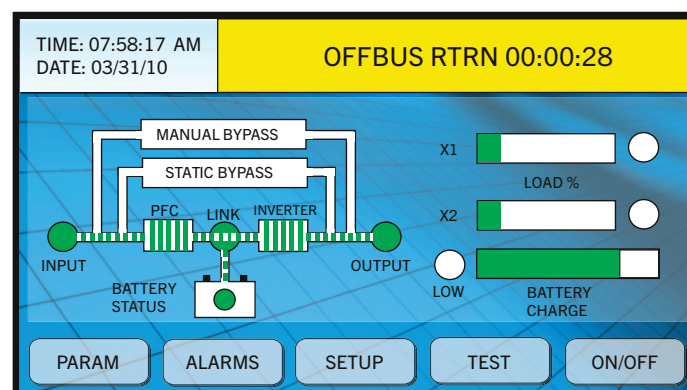 TIME: 07:58:17 AM
DATE: 03/31/10
OFFBUS RTRN 00:00:28
MANUAL BYPASS
STATIC BYPASS
PFC
LINK
INVERTER
INPUT
OUTPUT
BATTERY
STATUS
X1
LOAD %
X2
LOW
BATTERY
CHARGE
PARAM
ALARMS
SETUP
TEST
ON/OFF